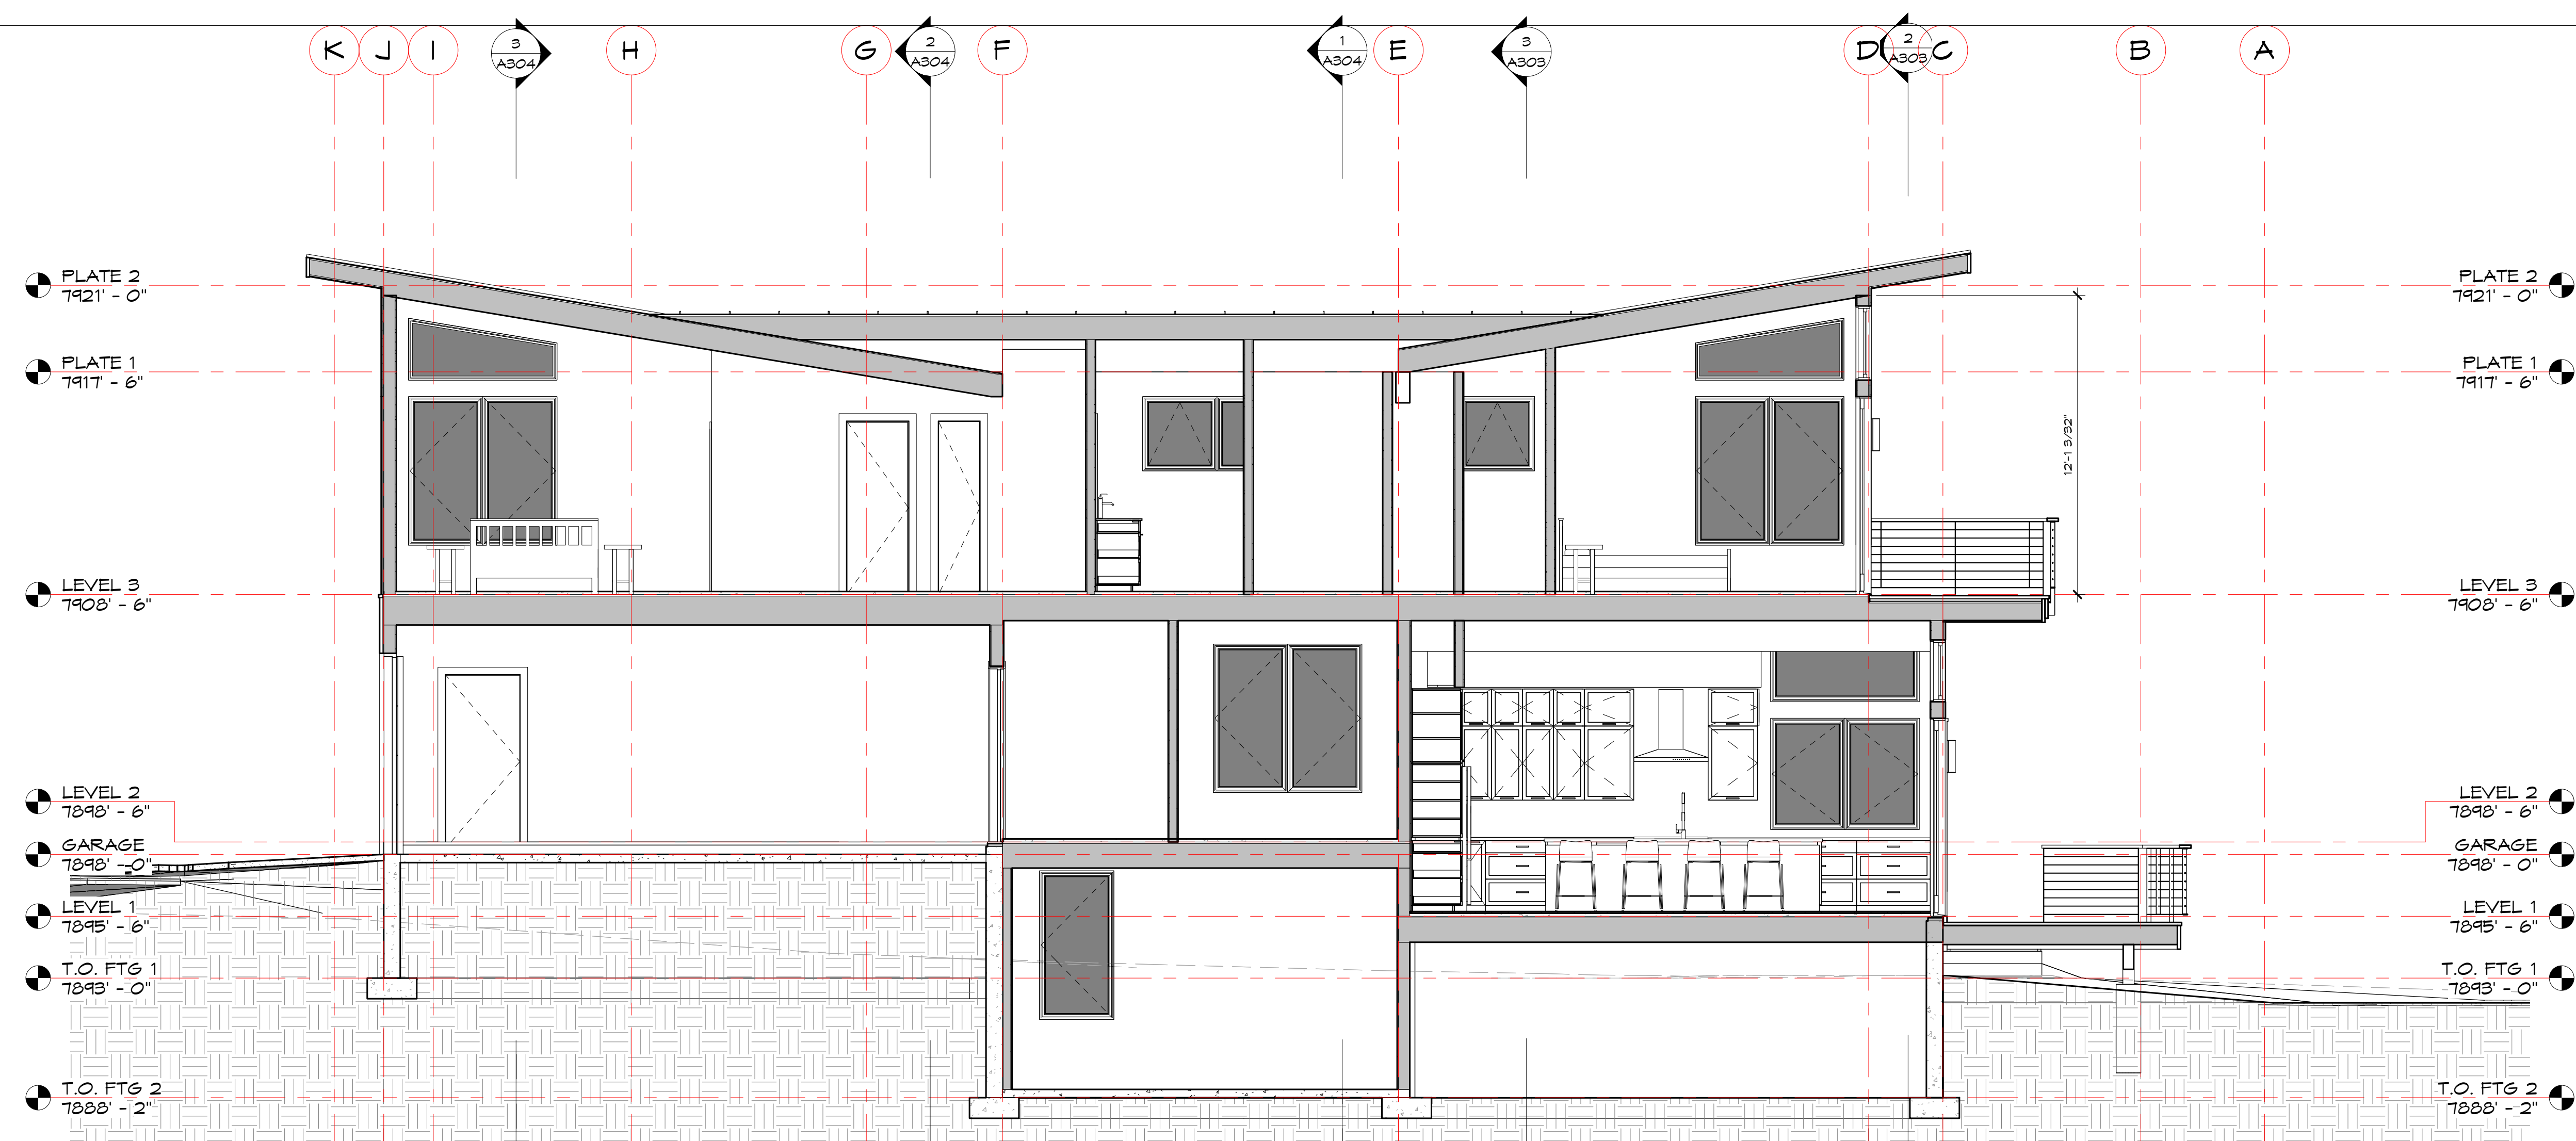 K J I 3 H G 2 F 1 E 3 D 2 C B A
A304 A304 A304 A303 A303
PLATE 2
7921' - 0"
PLATE 1
7917' - 6"
LEVEL 3
7908' - 6"
LEVEL 2
7898' - 6"
GARAGE
7898' - 0"
LEVEL 1
7895' - 6"
T.O. FTG 1
7893' - 0"
T.O. FTG 2
7888' - 2"
12'-1 3/32"
PLATE 2
7921' - 0"
PLATE 1
7917' - 6"
LEVEL 3
7908' - 6"
LEVEL 2
7898' - 6"
GARAGE
7898' - 0"
LEVEL 1
7895' - 6"
T.O. FTG 1
7893' - 0"
T.O. FTG 2
7888' - 2"